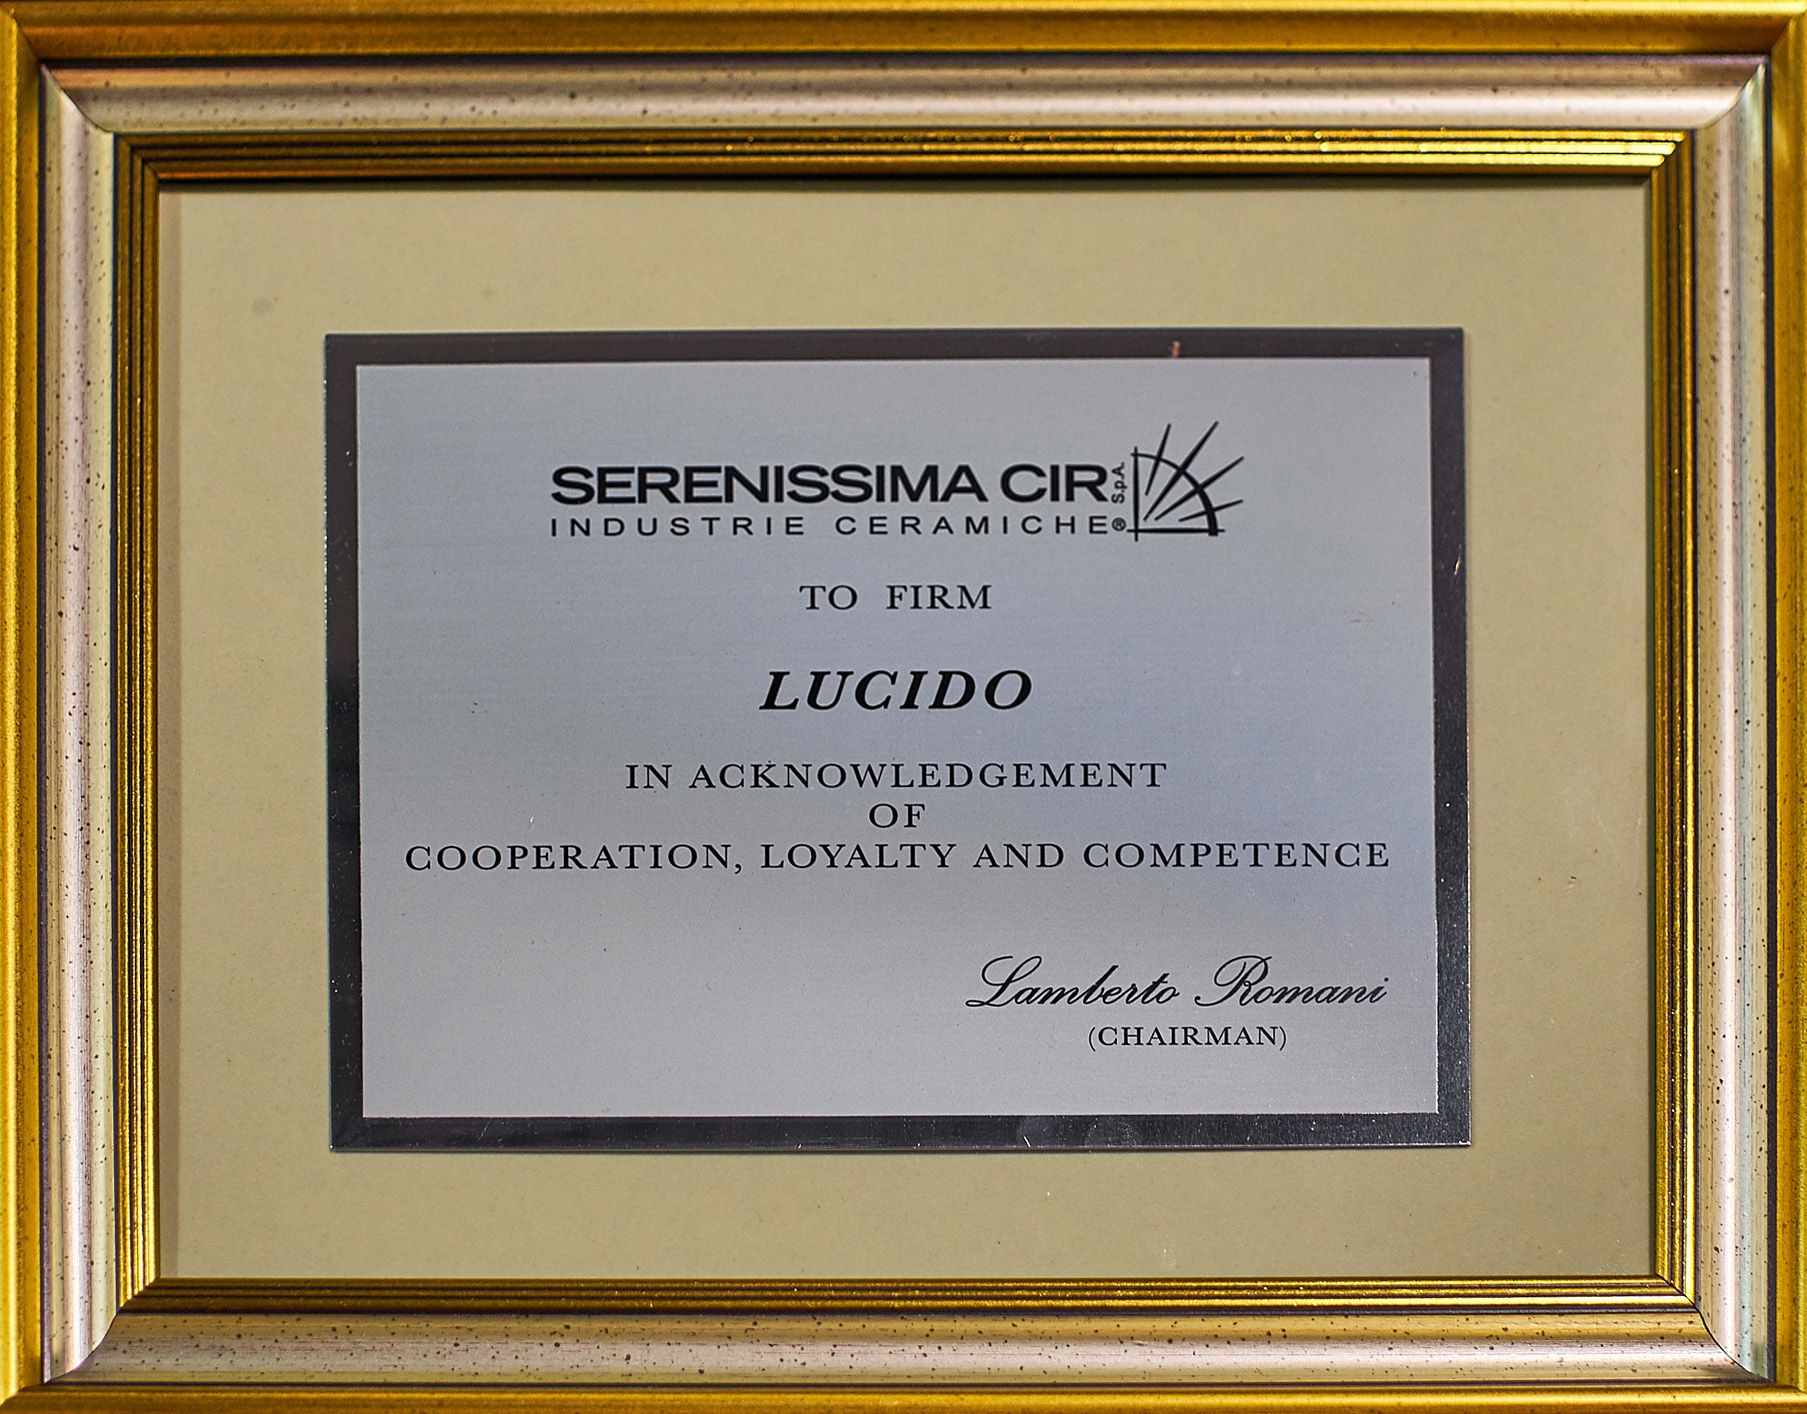 SERENISSIMA CIR S.p.A.
INDUSTRIE CERAMICHE®
TO FIRM
LUCIDO
IN ACKNOWLEDGEMENT
OF
COOPERATION, LOYALTY AND COMPETENCE
Lamberto Romani
(CHAIRMAN)